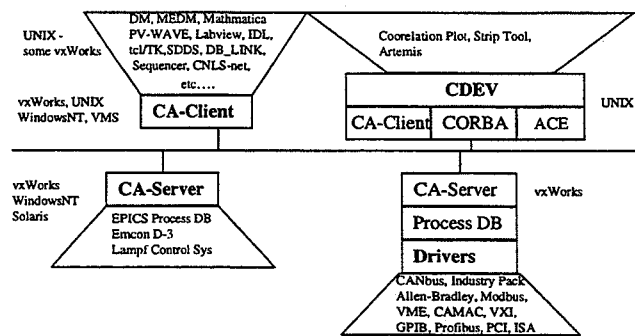 UNIX -
some vxWorks
DM, MEDM, Mathmatica
PV-WAVE, Labview, IDL,
tcl/TK,SDDS, DB_LINK,
Sequencer, CNLS-net,
etc....
Coorelation Plot, Strip Tool,
Artemis
vxWorks, UNIX
WindowsNT, VMS
CA-Client
CDEV
CA-Client
CORBA
ACE
UNIX
vxWorks
WindowsNT
Solaris
CA-Server
EPICS Process DB
Emcon D-3
Lampf Control Sys
CA-Server
vxWorks
Process DB
Drivers
CANbus, Industry Pack
Allen-Bradley, Modbus,
VME, CAMAC, VXI,
GPIB, Profibus, PCI, ISA